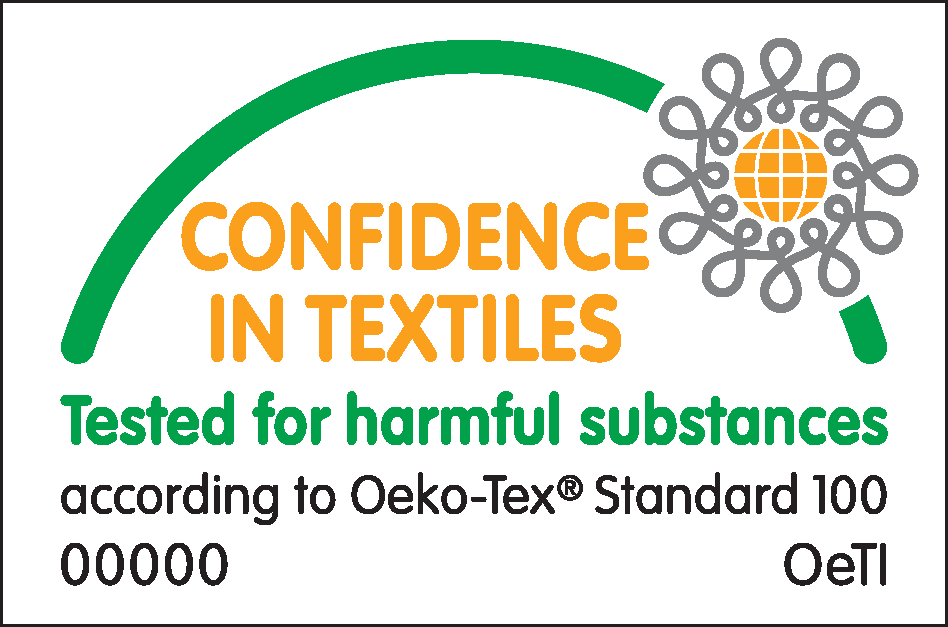 CONFIDENCE
IN TEXTILES
Tested for harmful substances
according to Oeko-Tex® Standard 100
00000 OeTI